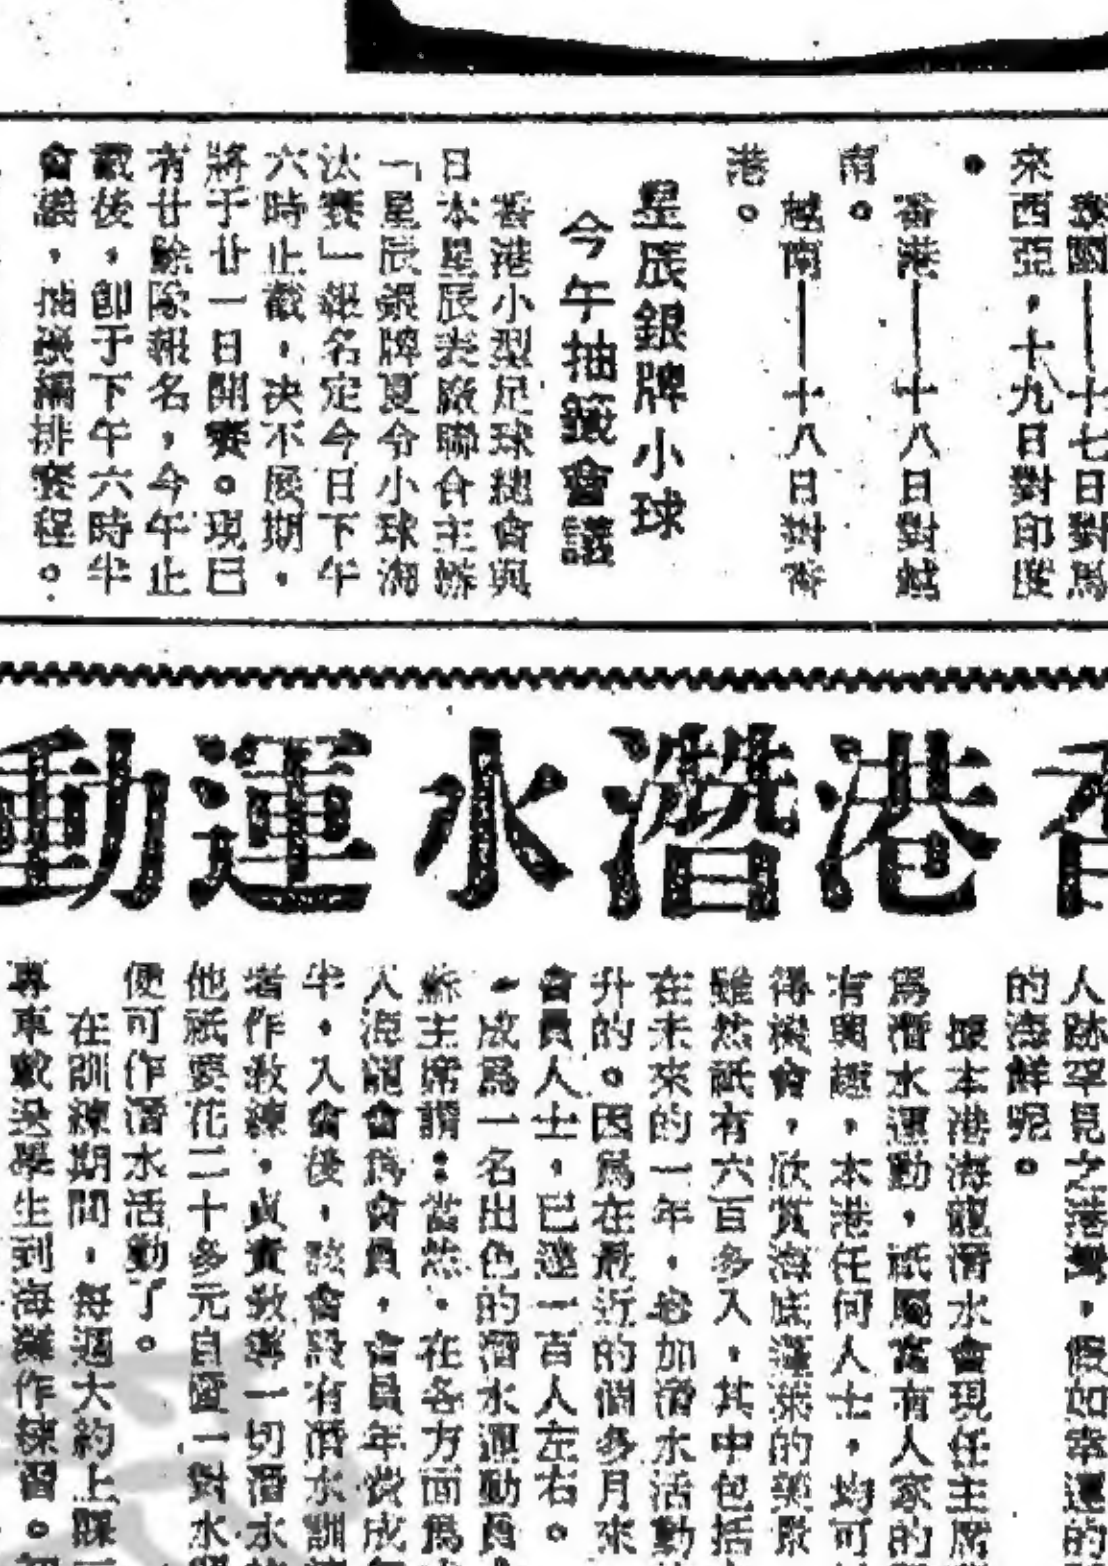 泰國——十七日對馬
來西亞，十九日對印度
。
香港——十八日對越
南。
越南——十八日對香
港。
星辰銀牌小球
今午抽籤會議
香港小型足球總會與
日本星辰表廠聯合主辦
「星辰銀牌夏令小球淘
汰賽」報名定今日下午
六時止截，決不展期，
將于廿一日開賽。現已
有廿餘隊報名，今午止
截後，卽于下午六時半
會議，抽籤編排賽程。
香港潛水運動
人跡罕見之港灣，假如幸運的
的海鮮呢。
據本港海龍潛水會現任主席
爲潛水運動，祇屬富有人家的
有興趣，本港任何人士，均可
得樂會，欣賞海底蓬萊的
雖然祇有六百多人，其中包括
在未來的一年，必加潛水活動
升的。因爲在最近的個多月來
會員人士，已達一百人左右。
成爲一名出色的潛水運動員
蘇主席謂：當然，在各方面爲
入海龍會爲會員，會員年費成
半，入會後，該會設有潛水訓
者作敎練，負責敎導一切潛水
他祇要花二十多元自置一對水
便可作潛水活動了。
在訓練期間，每週大約上課
專車載送學生到海灘作練習。